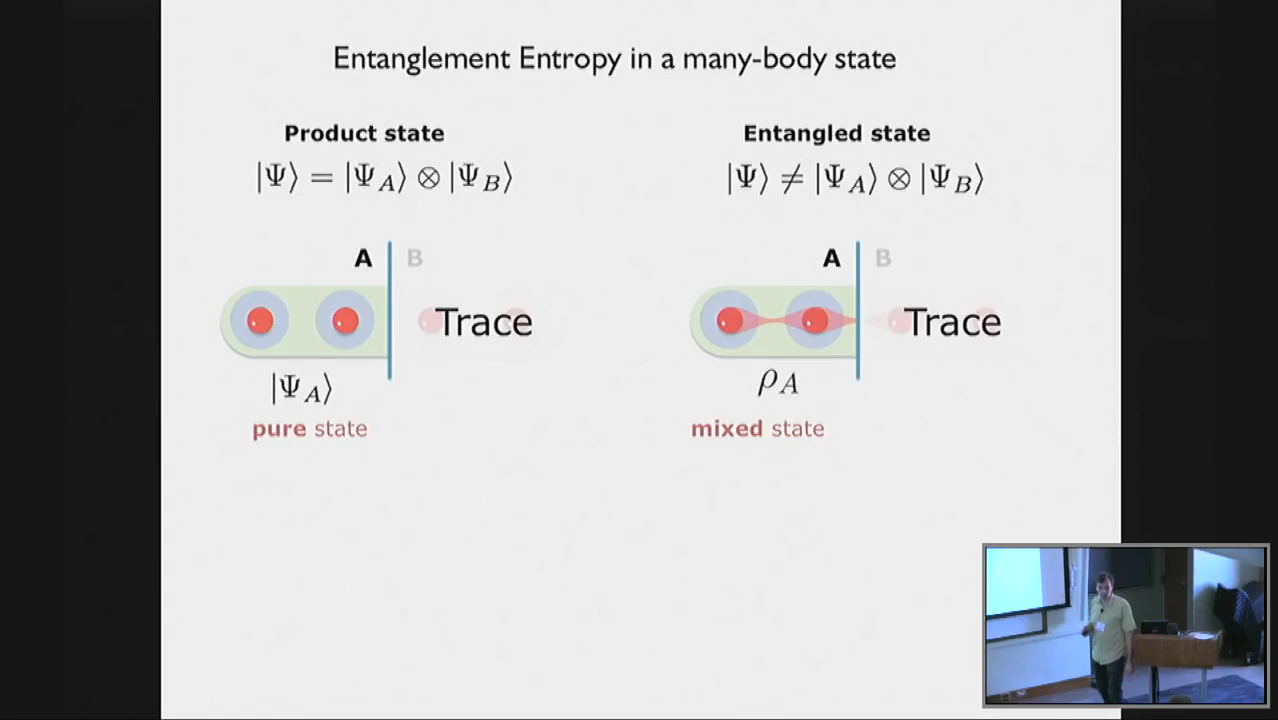 Entanglement Entropy in a many-body state
Product state
|Ψ⟩ = |Ψ_A⟩ ⊗ |Ψ_B⟩
A B
Trace
|Ψ_A⟩
pure state
Entangled state
|Ψ⟩ ≠ |Ψ_A⟩ ⊗ |Ψ_B⟩
A B
Trace
ρ_A
mixed state